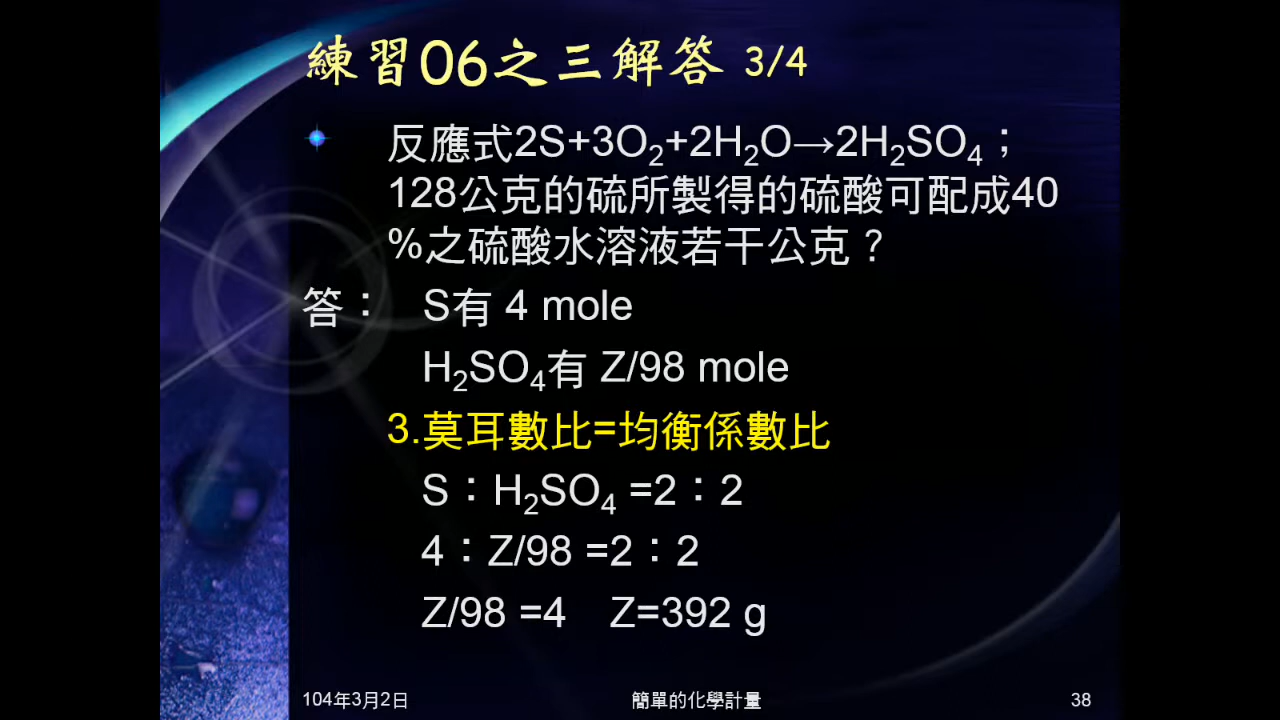 練習06之三解答 3/4
反應式2S+3O₂+2H₂O→2H₂SO₄；
128公克的硫所製得的硫酸可配成40
%之硫酸水溶液若干公克？
答： S有 4 mole
H₂SO₄有 Z/98 mole
3.莫耳數比=均衡係數比
S：H₂SO₄ =2：2
4：Z/98 =2：2
Z/98 =4 Z=392 g
104年3月2日 簡單的化學計量 38